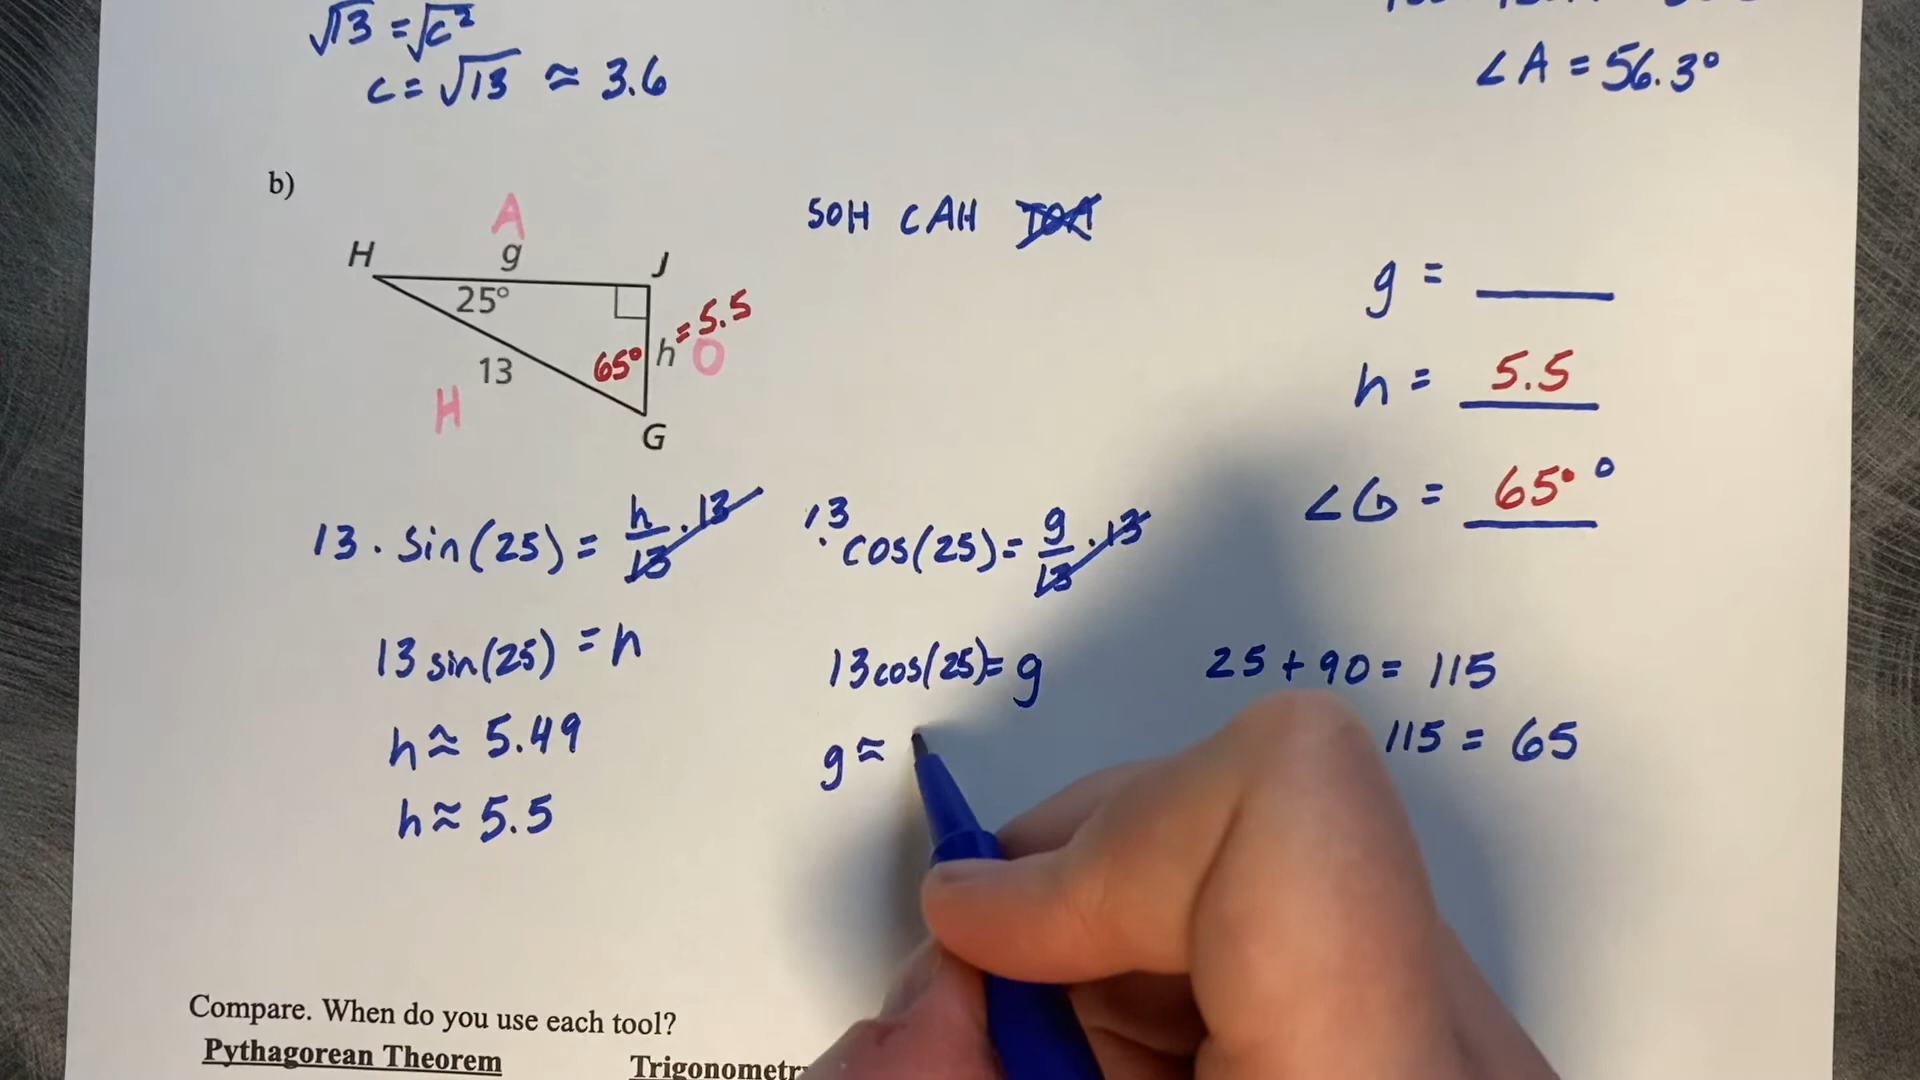 √13 = √c²
c = √13 ≈ 3.6
∠A = 56.3°
b)
SOH CAH TOA
A
H g J
25°
= 5.5
65° h O
13
H
G
g =
h = 5.5
∠G = 65° °
13 · sin(25) = h/13 · 13
13 · cos(25) = g/13 · 13
13 sin(25) = h
13 cos(25) = g
25 + 90 = 115
h ≈ 5.49
g ≈
115 = 65
h ≈ 5.5
Compare. When do you use each tool?
Pythagorean Theorem